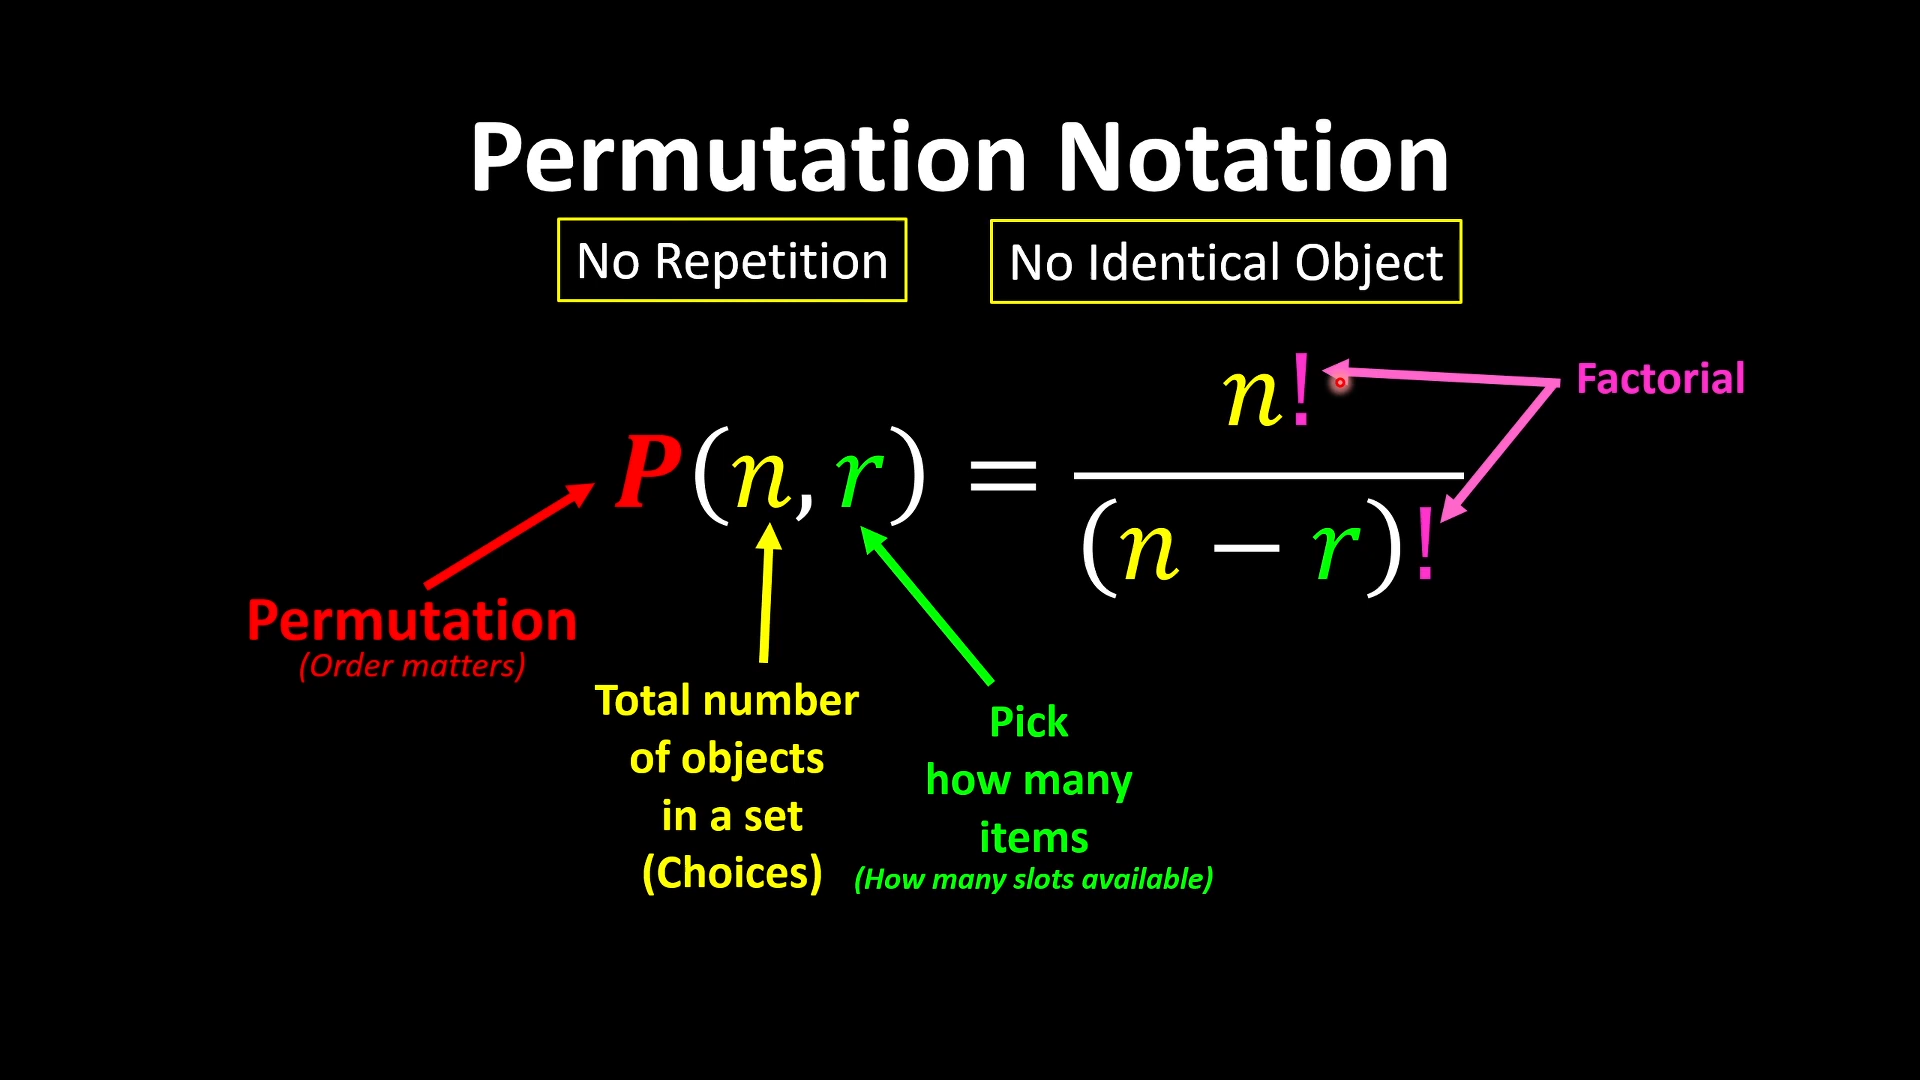 Permutation Notation
No Repetition
No Identical Object
n!
Factorial
P(n, r) =
(n − r)!
Permutation
(Order matters)
Total number
of objects
in a set
(Choices)
Pick
how many
items
(How many slots available)